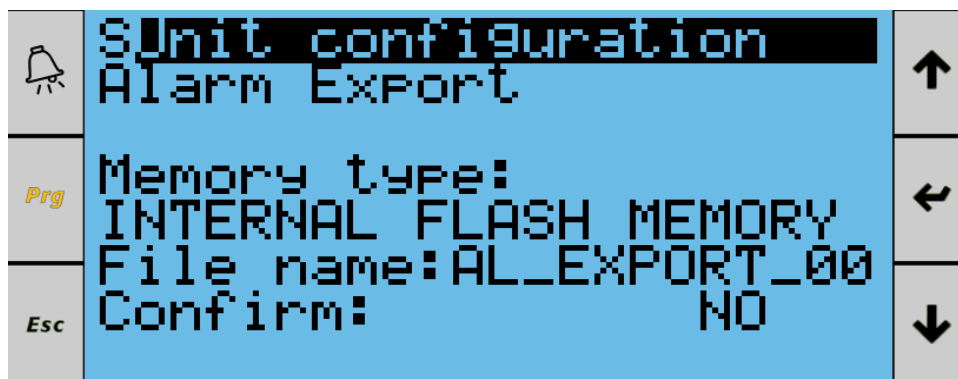 SUnit configuration
Alarm Export
Prg
Memory type:
INTERNAL FLASH MEMORY
File name:AL_EXPORT_00
Esc
Confirm: NO